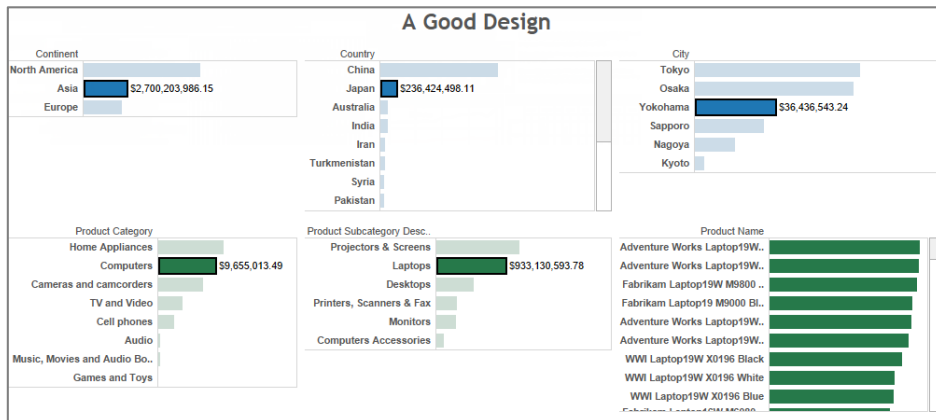 A Good Design
Continent
North America
Asia $2,700,203,986.15
Europe
Country
China
Japan $236,424,498.11
Australia
India
Iran
Turkmenistan
Syria
Pakistan
City
Tokyo
Osaka
Yokohama $36,436,543.24
Sapporo
Nagoya
Kyoto
Product Category
Home Appliances
Computers $9,655,013.49
Cameras and camcorders
TV and Video
Cell phones
Audio
Music, Movies and Audio Bo..
Games and Toys
Product Subcategory Desc..
Projectors & Screens
Laptops $933,130,593.78
Desktops
Printers, Scanners & Fax
Monitors
Computers Accessories
Product Name
Adventure Works Laptop19W..
Adventure Works Laptop19W..
Fabrikam Laptop19W M9800 ..
Fabrikam Laptop19 M9000 Bl..
Adventure Works Laptop19W..
Adventure Works Laptop19W..
WWI Laptop19W X0196 Black
WWI Laptop19W X0196 White
WWI Laptop19W X0196 Blue